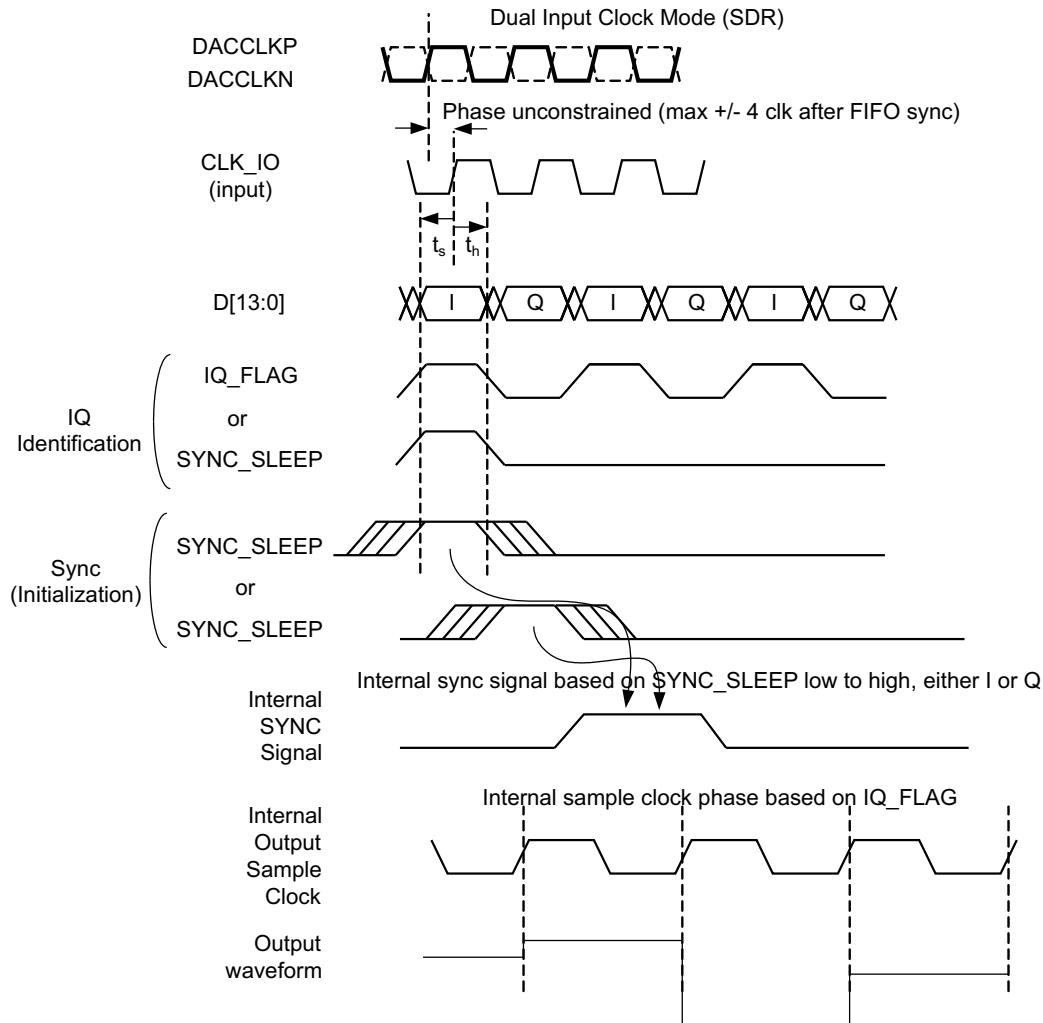 Dual Input Clock Mode (SDR)
DACCLKP
DACCLKN
Phase unconstrained (max +/- 4 clk after FIFO sync)
CLK_IO
(input)
ts th
D[13:0]
I Q I Q I Q
IQ_FLAG
or
SYNC_SLEEP
IQ
Identification
SYNC_SLEEP
or
SYNC_SLEEP
Sync
(Initialization)
Internal sync signal based on SYNC_SLEEP low to high, either I or Q
Internal
SYNC
Signal
Internal sample clock phase based on IQ_FLAG
Internal
Output
Sample
Clock
Output
waveform